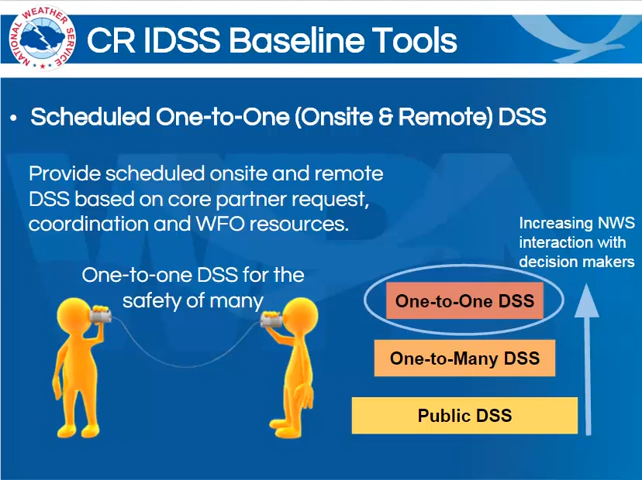 NATIONAL WEATHER SERVICE
CR IDSS Baseline Tools
• Scheduled One-to-One (Onsite & Remote) DSS
Provide scheduled onsite and remote
DSS based on core partner request,
coordination and WFO resources.
Increasing NWS
interaction with
decision makers
One-to-one DSS for the
safety of many
One-to-One DSS
One-to-Many DSS
Public DSS